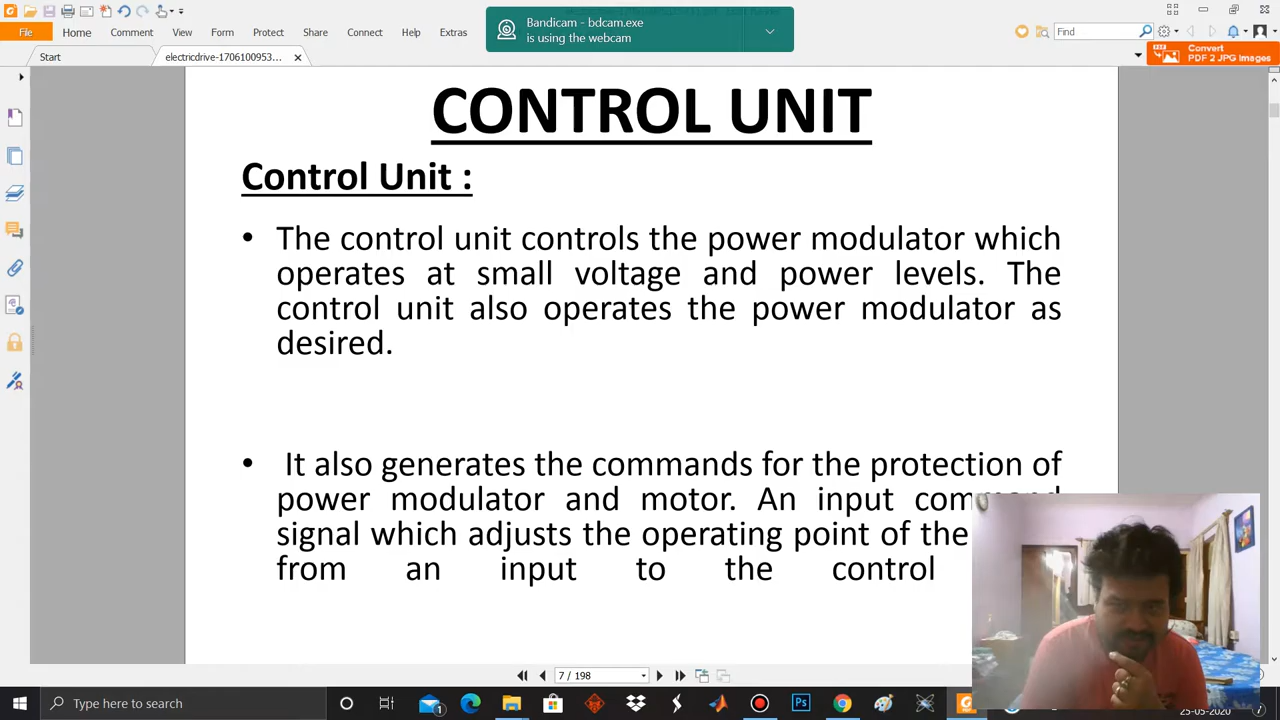 Bandicam - bdcam.exe
is using the webcam
File Home Comment View Form Protect Share Connect Help Extras
Find
Start
electricdrive-1706100953...
Convert
PDF 2 JPG Images
CONTROL UNIT
Control Unit :
• The control unit controls the power modulator which
operates at small voltage and power levels. The
control unit also operates the power modulator as
desired.
• It also generates the commands for the protection of
power modulator and motor. An input command
signal which adjusts the operating point of the
from an input to the control
7 / 198
Type here to search
1
Ps
25-05-2020
7